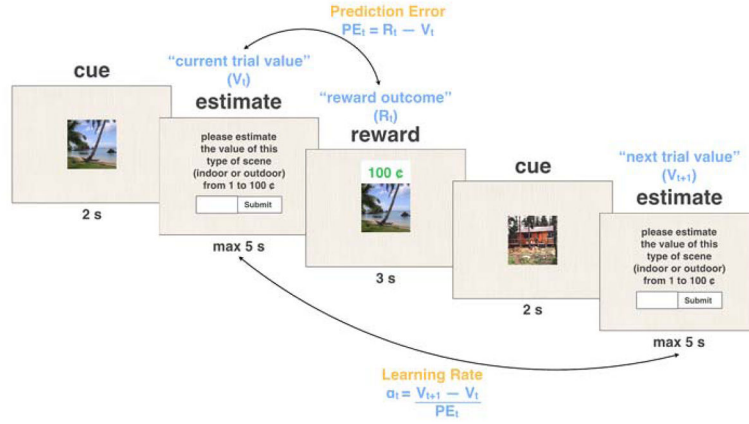 Prediction Error
PEₜ = Rₜ — Vₜ
“current trial value”
(Vₜ)
cue
estimate
“reward outcome”
(Rₜ)
reward
please estimate
the value of this
type of scene
(indoor or outdoor)
from 1 to 100 ¢
Submit
100 ¢
2 s
max 5 s
3 s
cue
“next trial value”
(Vₜ₊₁)
estimate
please estimate
the value of this
type of scene
(indoor or outdoor)
from 1 to 100 ¢
Submit
2 s
max 5 s
Learning Rate
αₜ = Vₜ₊₁ — Vₜ
PEₜ